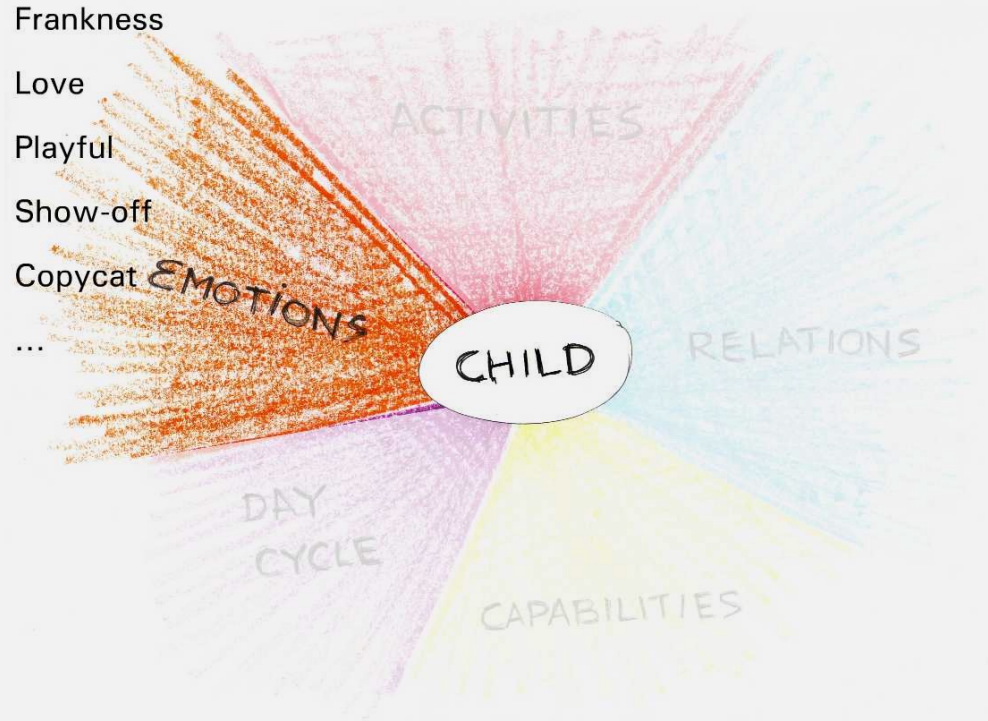 Frankness
Love
Playful
Show-off
Copycat
...
EMOTIONS
ACTIVITIES
CHILD
RELATIONS
DAY
CYCLE
CAPABILITIES